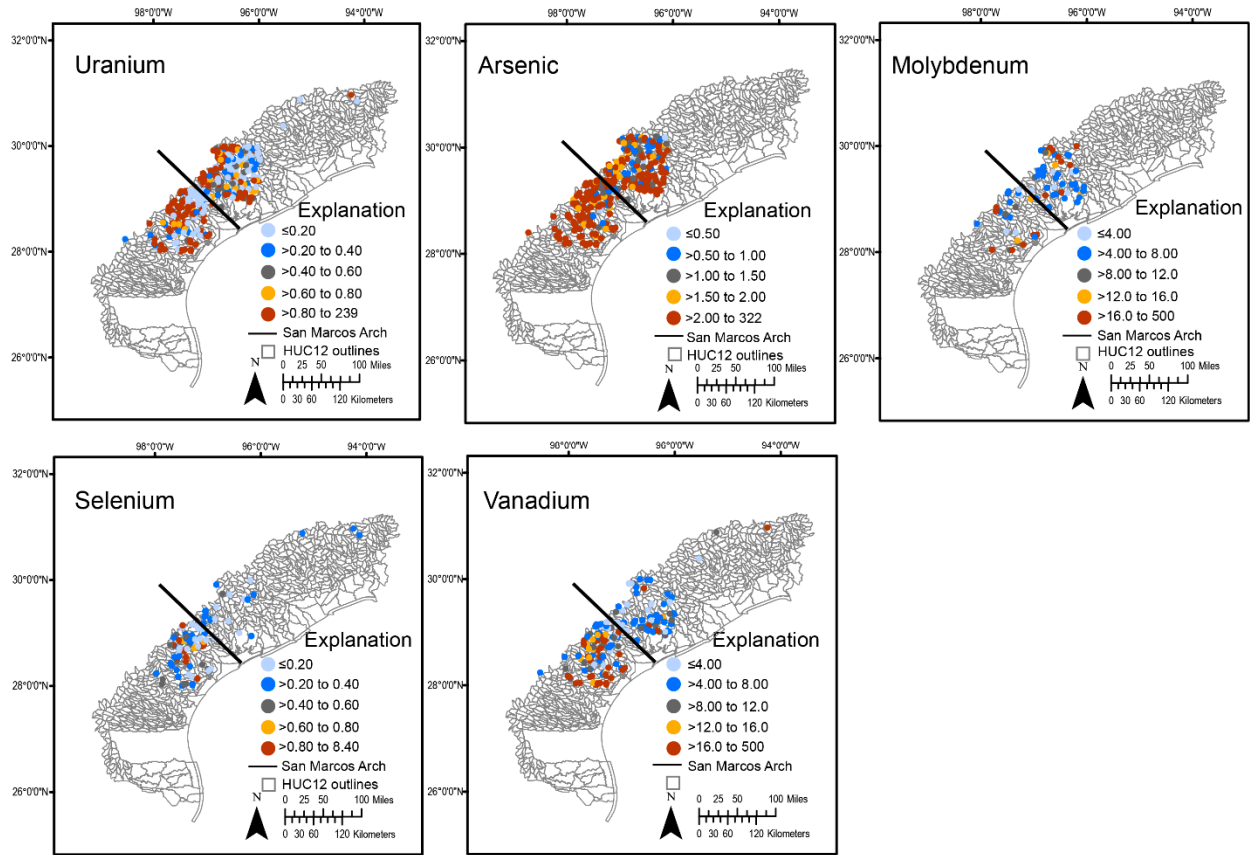 98°0'0"W 96°0'0"W 94°0'0"W
32°0'0"N
Uranium
30°0'0"N
28°0'0"N
26°0'0"N
Explanation
≤0.20
>0.20 to 0.40
>0.40 to 0.60
>0.60 to 0.80
>0.80 to 239
San Marcos Arch
HUC12 outlines
N
0 25 50 100 Miles
0 30 60 120 Kilometers
98°0'0"W 96°0'0"W 94°0'0"W
32°0'0"N
Arsenic
30°0'0"N
28°0'0"N
26°0'0"N
Explanation
≤0.50
>0.50 to 1.00
>1.00 to 1.50
>1.50 to 2.00
>2.00 to 322
San Marcos Arch
HUC12 outlines
N
0 25 50 100 Miles
0 30 60 120 Kilometers
98°0'0"W 96°0'0"W 94°0'0"W
32°0'0"N
Molybdenum
30°0'0"N
28°0'0"N
26°0'0"N
Explanation
≤4.00
>4.00 to 8.00
>8.00 to 12.0
>12.0 to 16.0
>16.0 to 500
San Marcos Arch
HUC12 outlines
N
0 25 50 100 Miles
0 30 60 120 Kilometers
98°0'0"W 96°0'0"W 94°0'0"W
32°0'0"N
Selenium
30°0'0"N
28°0'0"N
26°0'0"N
Explanation
≤0.20
>0.20 to 0.40
>0.40 to 0.60
>0.60 to 0.80
>0.80 to 8.40
San Marcos Arch
HUC12 outlines
N
0 25 50 100 Miles
0 30 60 120 Kilometers
90°0'0"W 96°0'0"W 94°0'0"W
32°0'0"N
Vanadium
30°0'0"N
28°0'0"N
26°0'0"N
Explanation
≤4.00
>4.00 to 8.00
>8.00 to 12.0
>12.0 to 16.0
>16.0 to 500
San Marcos Arch
N
0 25 50 100 Miles
0 30 60 120 Kilometers